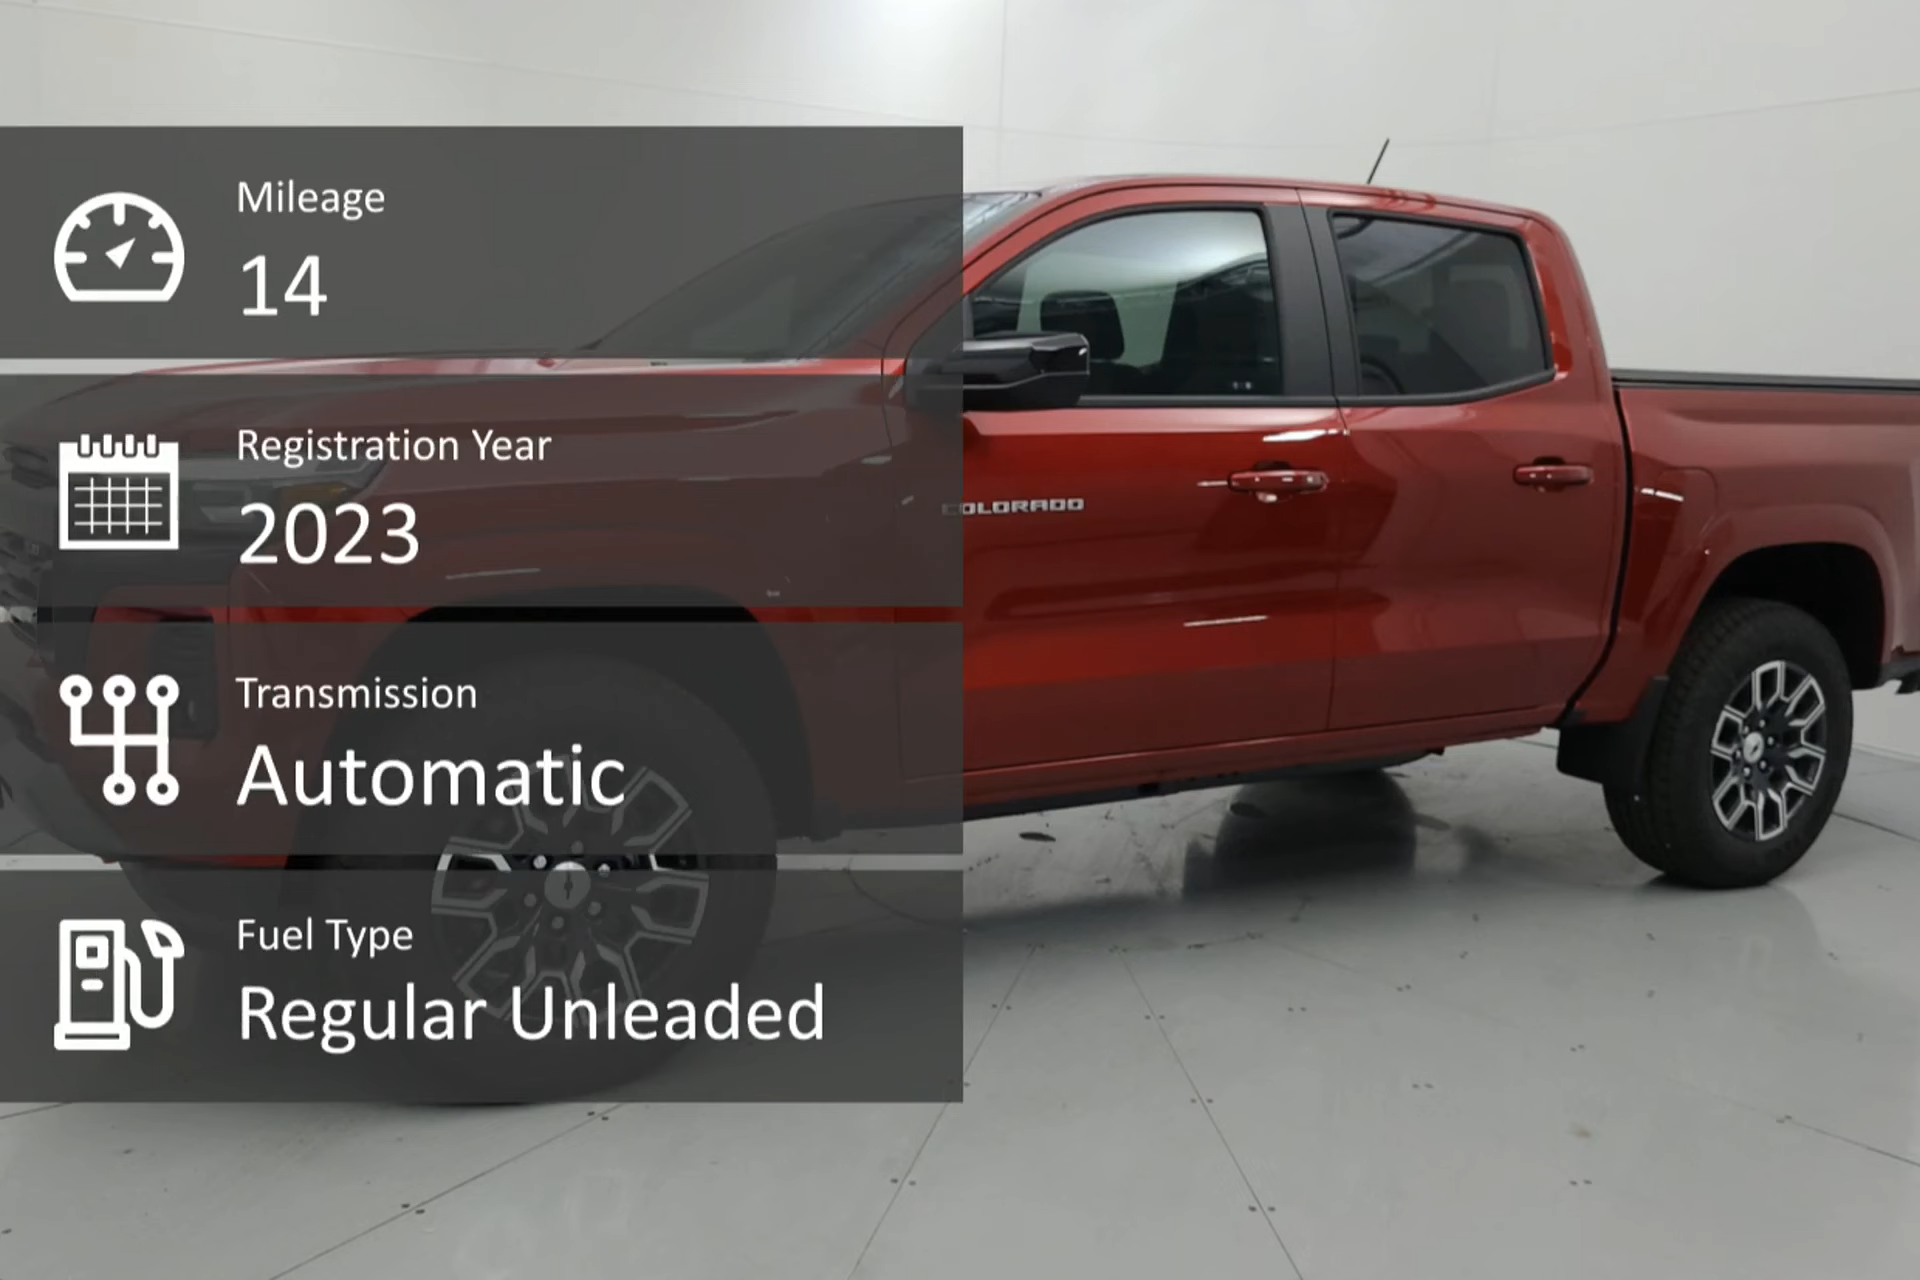 Mileage
14
Registration Year
2023
Transmission
Automatic
Fuel Type
Regular Unleaded
COLORADO